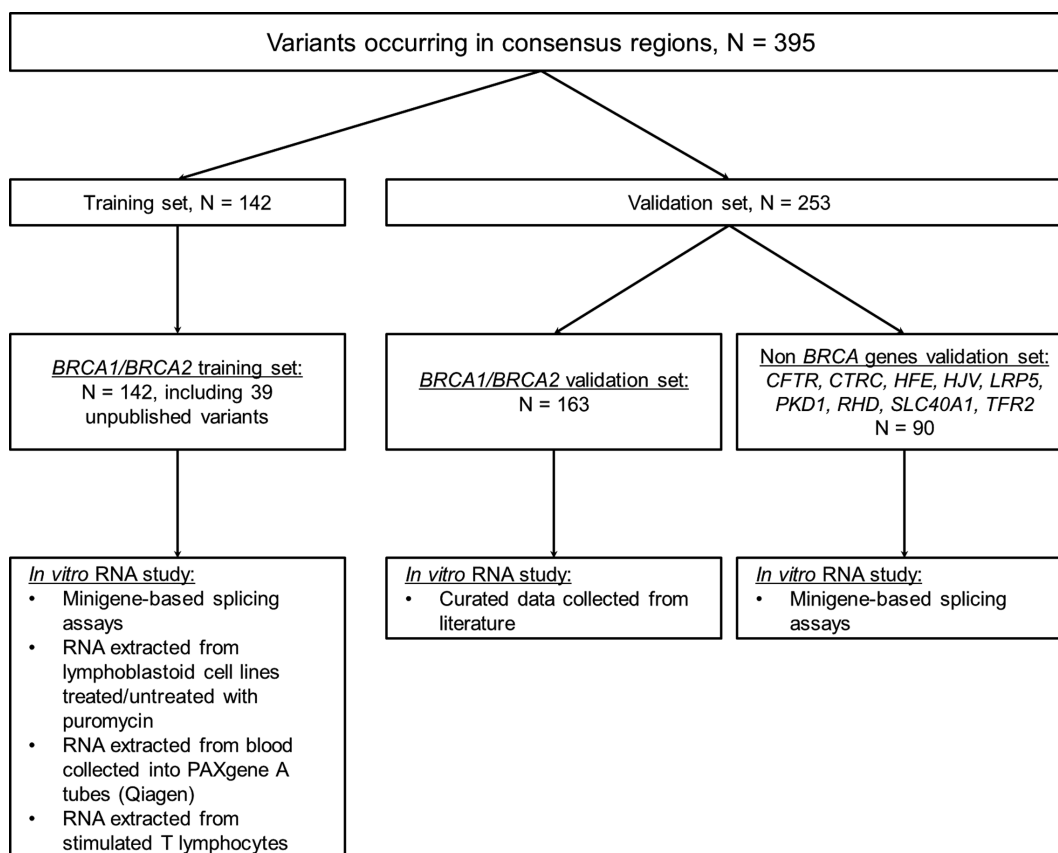 Variants occurring in consensus regions, N = 395
Training set, N = 142
Validation set, N = 253
BRCA1/BRCA2 training set:
N = 142, including 39
unpublished variants
BRCA1/BRCA2 validation set:
N = 163
Non BRCA genes validation set:
CFTR, CTRC, HFE, HJV, LRP5,
PKD1, RHD, SLC40A1, TFR2
N = 90
In vitro RNA study:
• Minigene-based splicing
assays
• RNA extracted from
lymphoblastoid cell lines
treated/untreated with
puromycin
• RNA extracted from blood
collected into PAXgene A
tubes (Qiagen)
• RNA extracted from
stimulated T lymphocytes
In vitro RNA study:
• Curated data collected from
literature
In vitro RNA study:
• Minigene-based splicing
assays